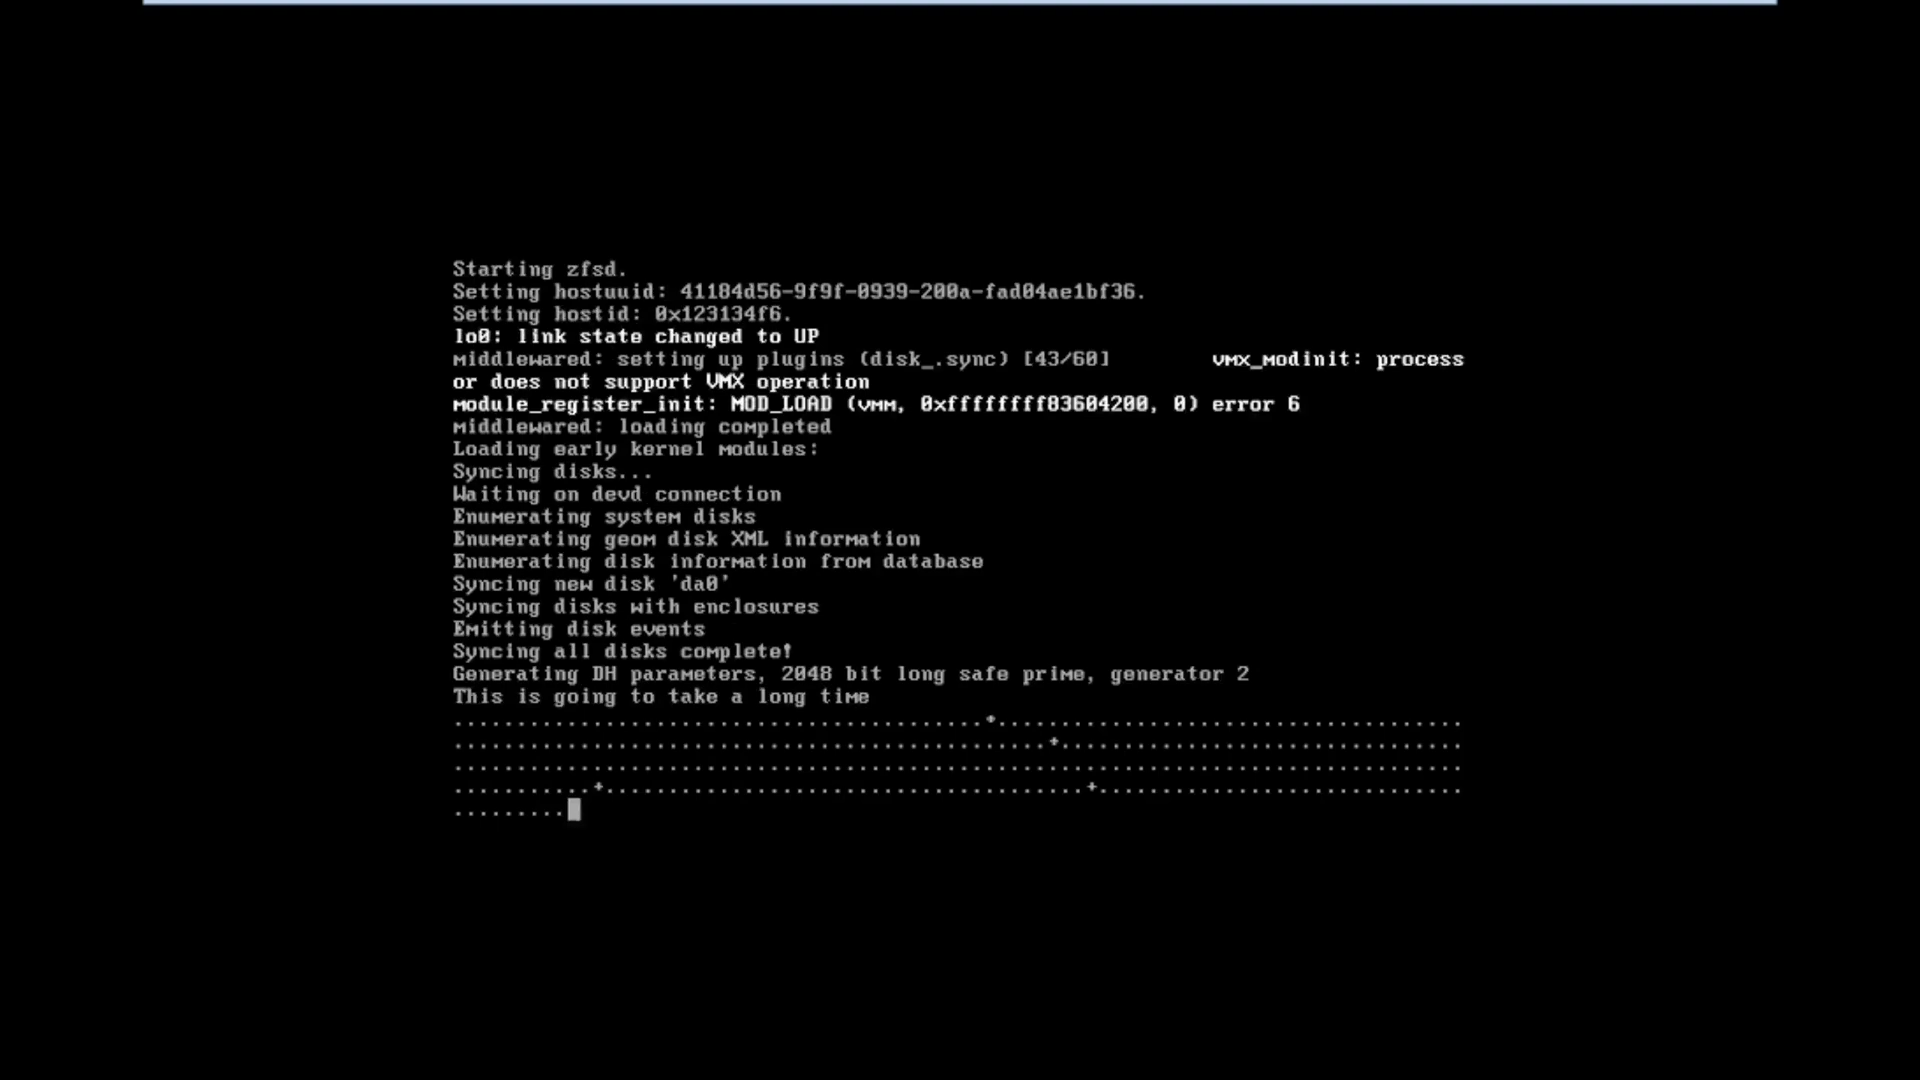 Starting zfsd.
Setting hostuuid: 41184d56-9f9f-0939-200a-fad04ae1bf36.
Setting hostid: 0x123134f6.
lo0: link state changed to UP
middlewared: setting up plugins (disk_.sync) [43/60]         vmx_modinit: process
or does not support VMX operation
module_register_init: MOD_LOAD (vmm, 0xffffffff83604200, 0) error 6
middlewared: loading completed
Loading early kernel modules:
Syncing disks...
Waiting on devd connection
Enumerating system disks
Enumerating geom disk XML information
Enumerating disk information from database
Syncing new disk 'da0'
Syncing disks with enclosures
Emitting disk events
Syncing all disks complete!
Generating DH parameters, 2048 bit long safe prime, generator 2
This is going to take a long time
..........................................+.....................................
...............................................+................................
................................................................................
...........+......................................+.............................
.........